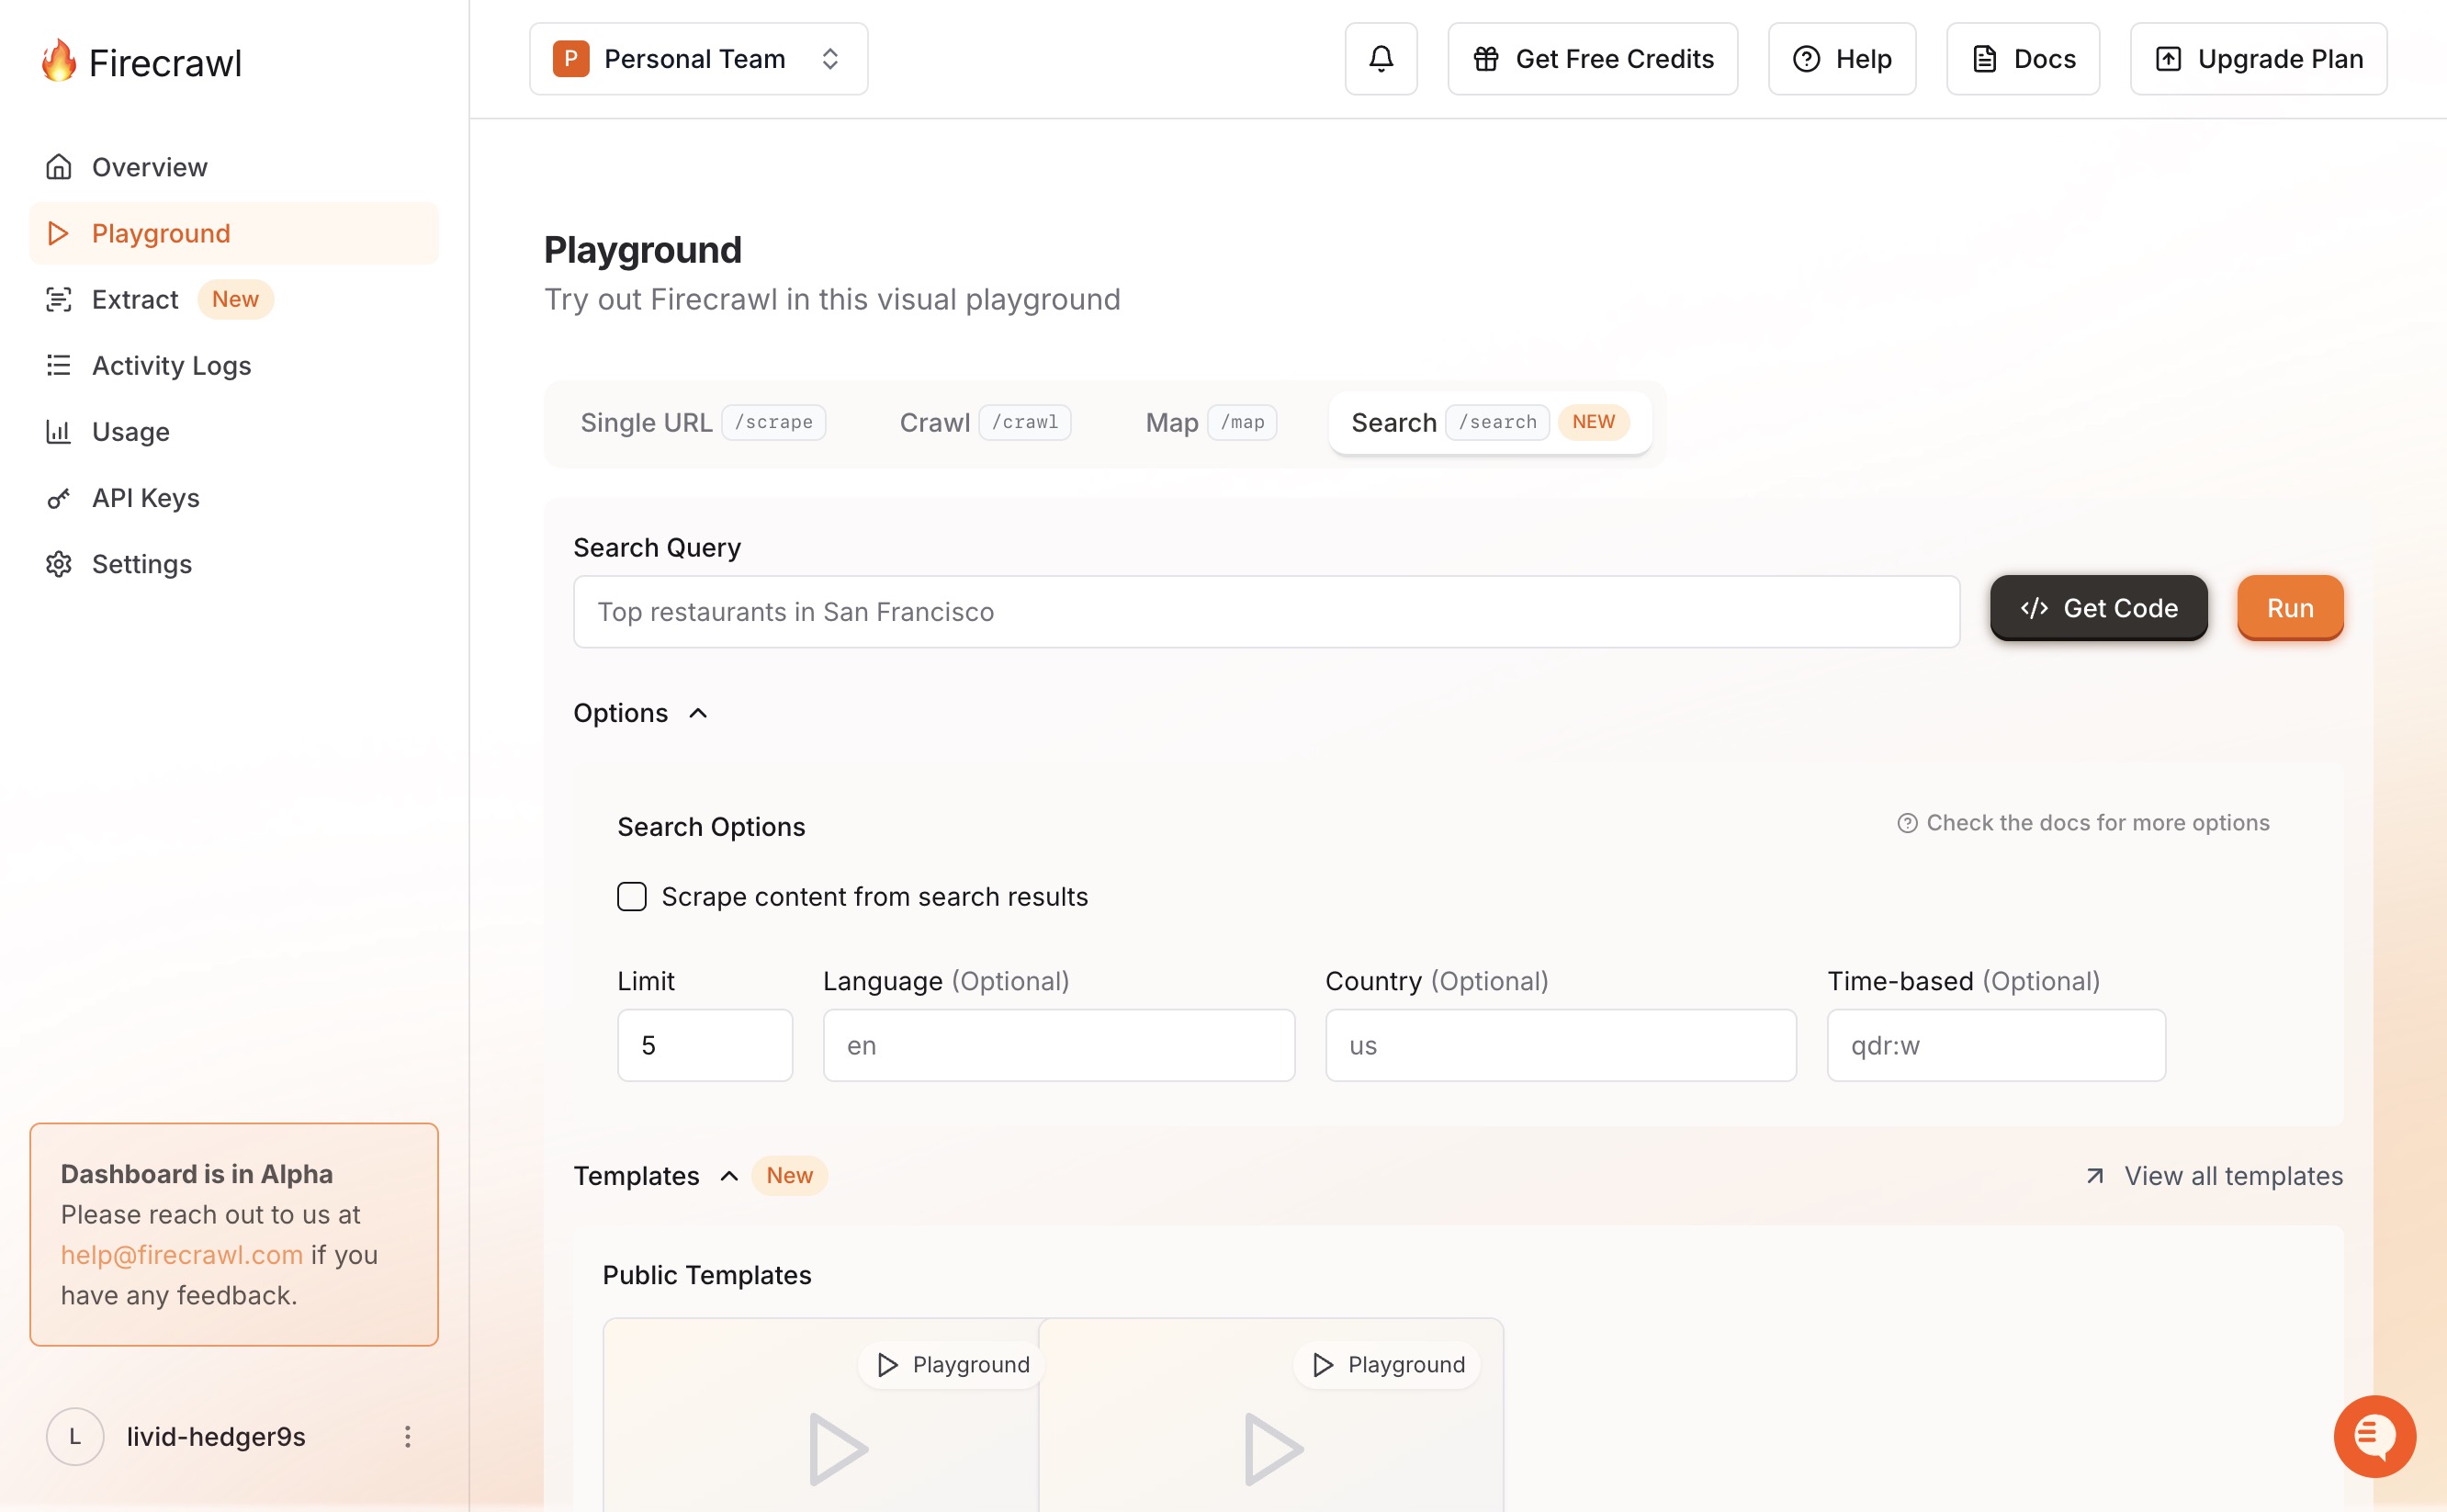 Firecrawl
Overview
Playground
Extract New
Activity Logs
Usage
API Keys
Settings
Dashboard is in Alpha
Please reach out to us at
help@firecrawl.com if you
have any feedback.
L livid-hedger9s
P Personal Team
Get Free Credits
Help
Docs
Upgrade Plan
Playground
Try out Firecrawl in this visual playground
Single URL /scrape
Crawl /crawl
Map /map
Search /search NEW
Search Query
Top restaurants in San Francisco
</> Get Code
Run
Options
Search Options
Check the docs for more options
Scrape content from search results
Limit
Language (Optional)
Country (Optional)
Time-based (Optional)
5
en
us
qdr:w
Templates New
View all templates
Public Templates
Playground
Playground